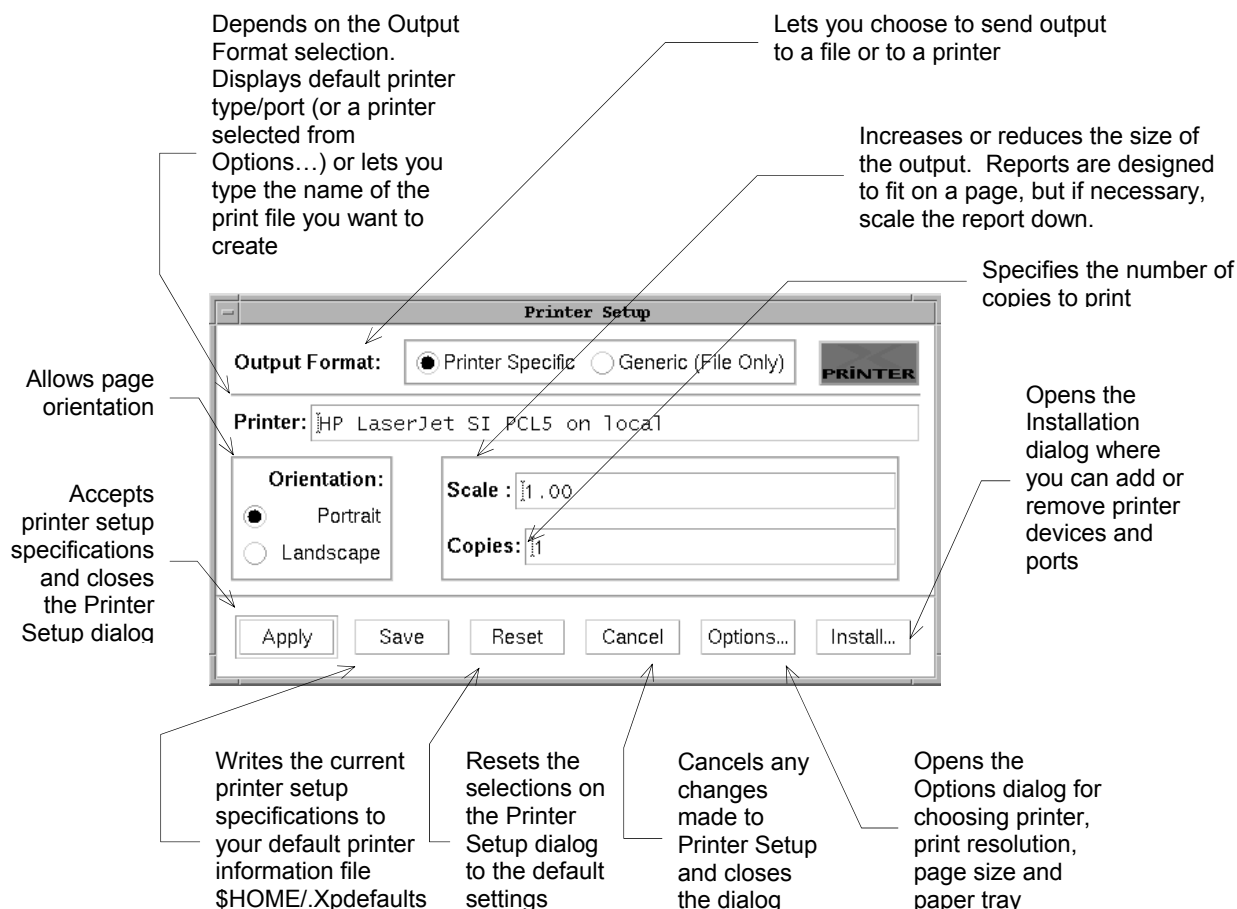 Depends on the Output
Format selection.
Displays default printer
type/port (or a printer
selected from
Options…) or lets you
type the name of the
print file you want to
create
Lets you choose to send output
to a file or to a printer
Increases or reduces the size of
the output.  Reports are designed
to fit on a page, but if necessary,
scale the report down.
Specifies the number of
copies to print
Allows page
orientation
Accepts
printer setup
specifications
and closes
the Printer
Setup dialog
Printer Setup
Output Format: Printer Specific Generic (File Only)
PRINTER
Printer: HP LaserJet SI PCL5 on local
Orientation:
Portrait
Landscape
Scale : 1.00
Copies: 1
Apply Save Reset Cancel Options... Install...
Opens the
Installation
dialog where
you can add or
remove printer
devices and
ports
Writes the current
printer setup
specifications to
your default printer
information file
$HOME/.Xpdefaults
Resets the
selections on
the Printer
Setup dialog
to the default
settings
Cancels any
changes
made to
Printer Setup
and closes
the dialog
Opens the
Options dialog for
choosing printer,
print resolution,
page size and
paper tray